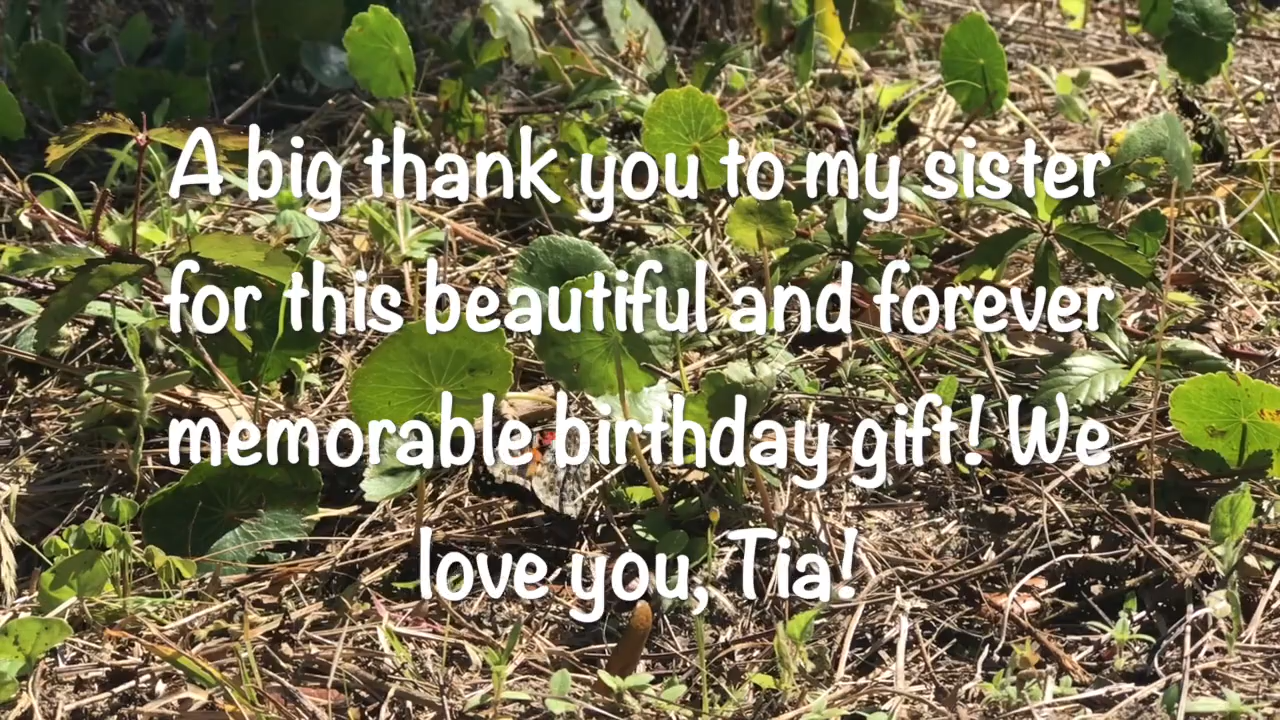 A big thank you to my sister
for this beautiful and forever
memorable birthday gift! We
love you, Tia!